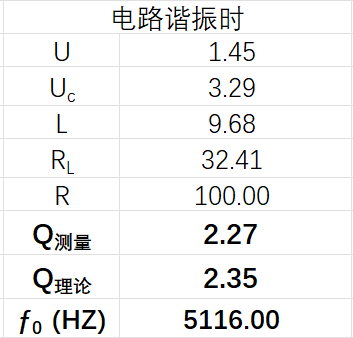 电路谐振时
U 1.45
Uc 3.29
L 9.68
RL 32.41
R 100.00
Q测量 2.27
Q理论 2.35
f0 (HZ) 5116.00